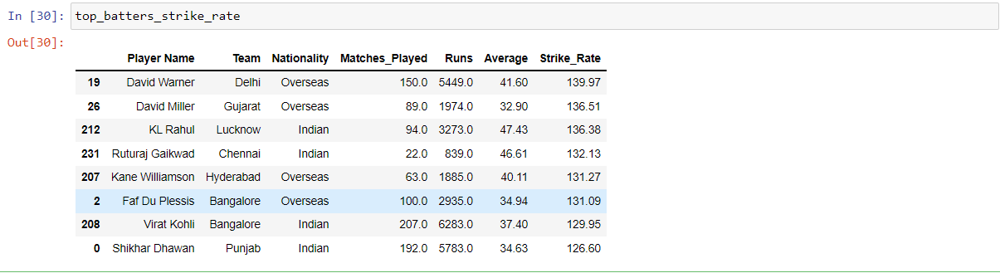 In [30]: top_batters_strike_rate
Out[30]:
Player Name Team Nationality Matches_Played Runs Average Strike_Rate
19 David Warner Delhi Overseas 150.0 5449.0 41.60 139.97
26 David Miller Gujarat Overseas 89.0 1974.0 32.90 136.51
212 KL Rahul Lucknow Indian 94.0 3273.0 47.43 136.38
231 Ruturaj Gaikwad Chennai Indian 22.0 839.0 46.61 132.13
207 Kane Williamson Hyderabad Overseas 63.0 1885.0 40.11 131.27
2 Faf Du Plessis Bangalore Overseas 100.0 2935.0 34.94 131.09
208 Virat Kohli Bangalore Indian 207.0 6283.0 37.40 129.95
0 Shikhar Dhawan Punjab Indian 192.0 5783.0 34.63 126.60